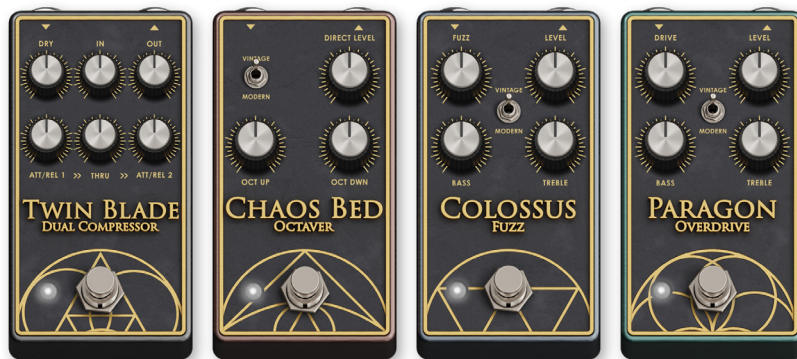 DRY IN OUT
ATT/REL 1 >> THRU >> ATT/REL 2
TWIN BLADE
DUAL COMPRESSOR
DIRECT LEVEL
VINTAGE
MODERN
OCT UP OCT DWN
CHAOS BED
OCTAVER
FUZZ LEVEL
VINTAGE
MODERN
BASS TREBLE
COLOSSUS
FUZZ
DRIVE LEVEL
VINTAGE
MODERN
BASS TREBLE
PARAGON
OVERDRIVE